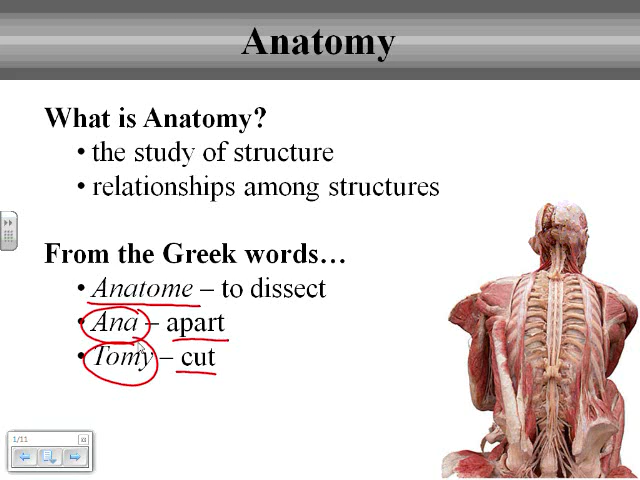 Anatomy
What is Anatomy?
• the study of structure
• relationships among structures
From the Greek words…
• Anatome – to dissect
• Ana – apart
• Tomy – cut
1/11